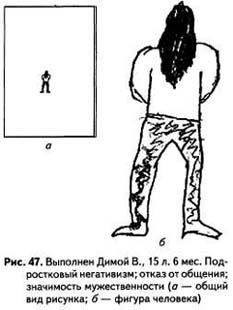 а
б
Рис. 47. Выполнен Димой В., 15 л. 6 мес. Под-
ростковый негативизм; отказ от общения;
значимость мужественности (а — общий
вид рисунка; б — фигура человека)